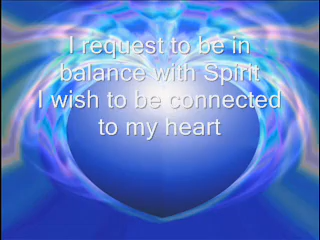 I request to be in
balance with Spirit
I wish to be connected
to my heart